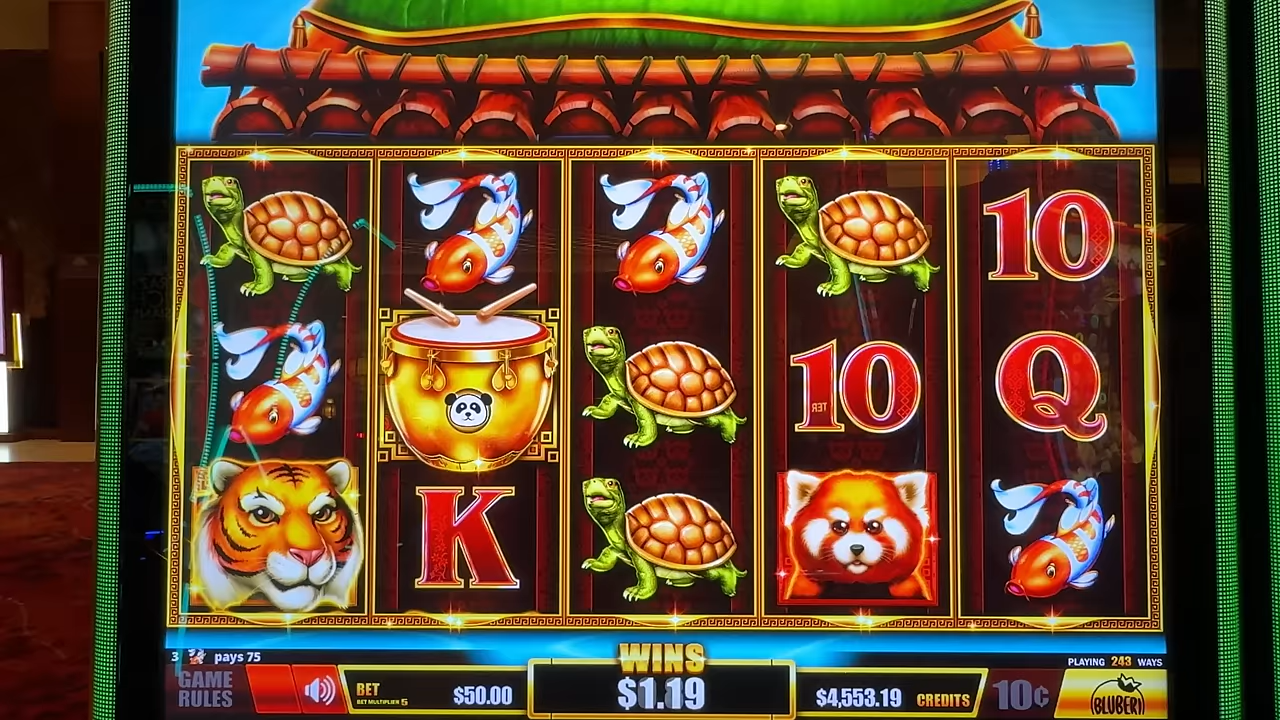 10
10
Q
K
3 pays 75
WINS
PLAYING 243 WAYS
GAME RULES
BET
BET MULTIPLIER 5
$50.00
$1.19
$4,553.19 CREDITS
10¢
BLUBERI